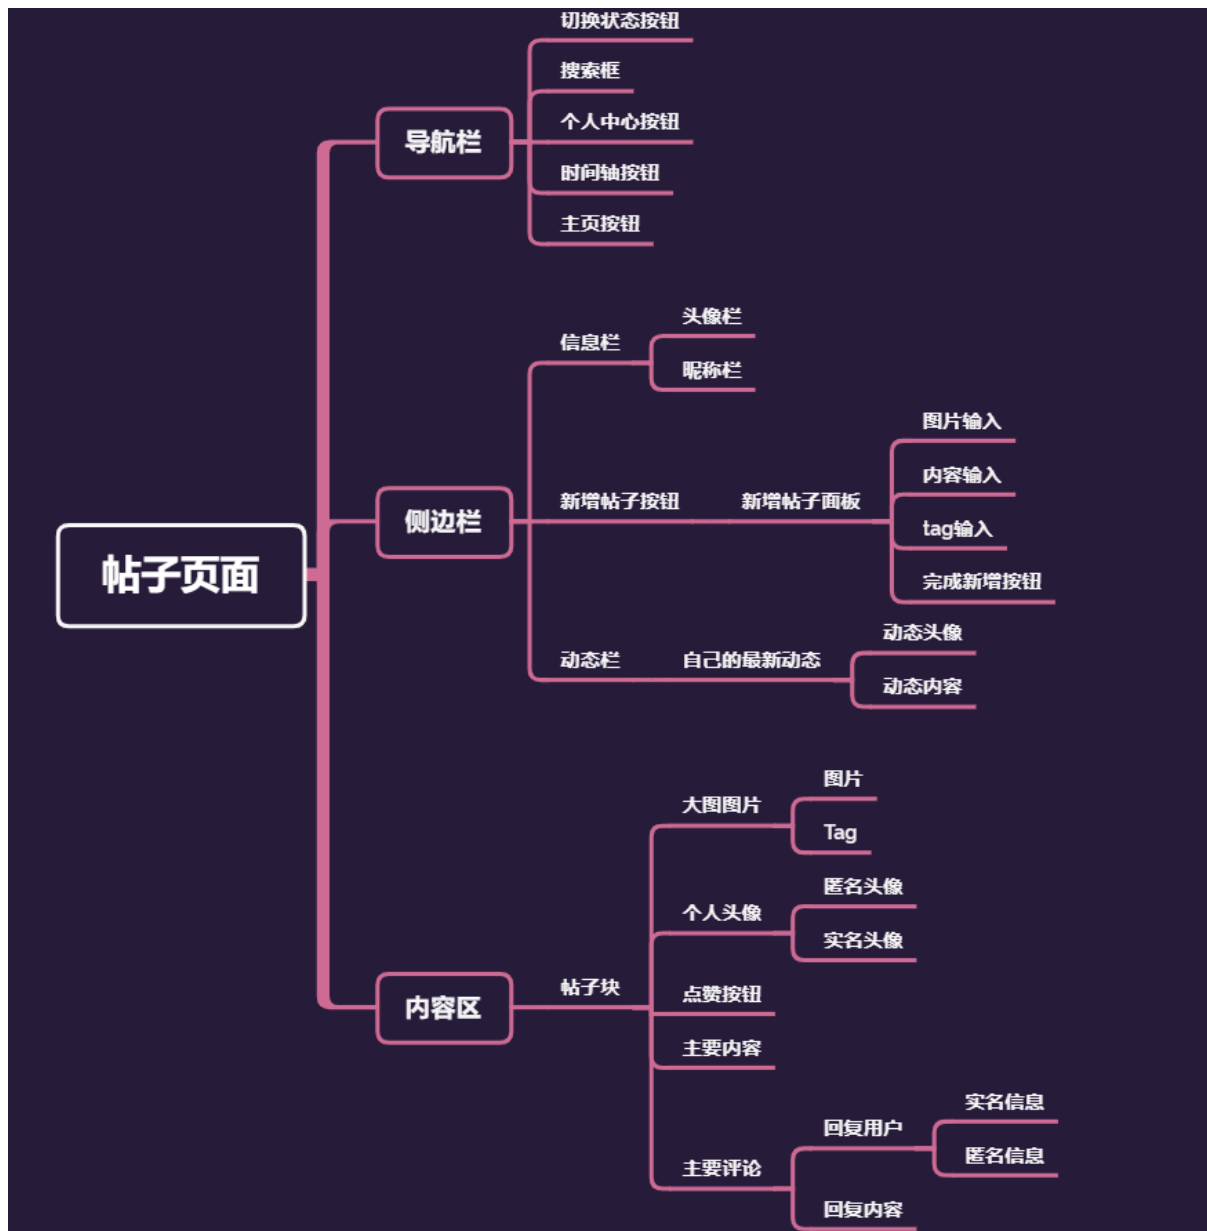 切换状态按钮
搜索框
个人中心按钮
导航栏
时间轴按钮
主页按钮
头像栏
信息栏
昵称栏
图片输入
内容输入
新增帖子按钮
新增帖子面板
侧边栏
tag输入
帖子页面
完成新增按钮
动态头像
动态栏
自己的最新动态
动态内容
图片
大图图片
Tag
匿名头像
个人头像
实名头像
帖子块
点赞按钮
内容区
主要内容
实名信息
回复用户
匿名信息
主要评论
回复内容